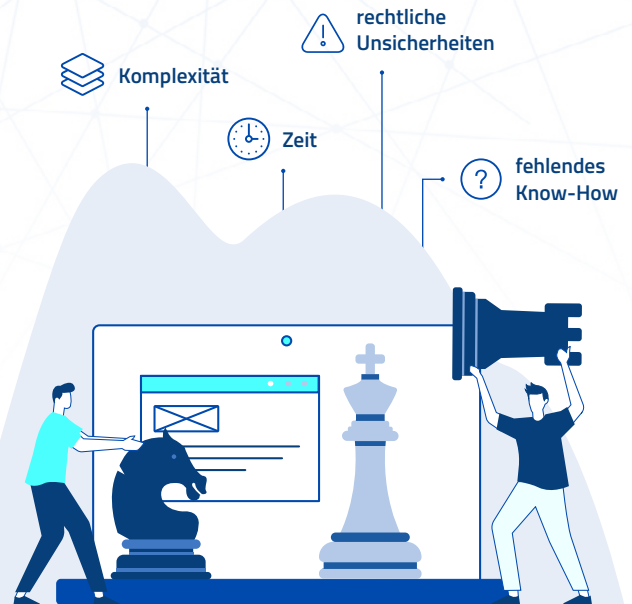 rechtliche
Unsicherheiten
Komplexität
Zeit
fehlendes
Know-How